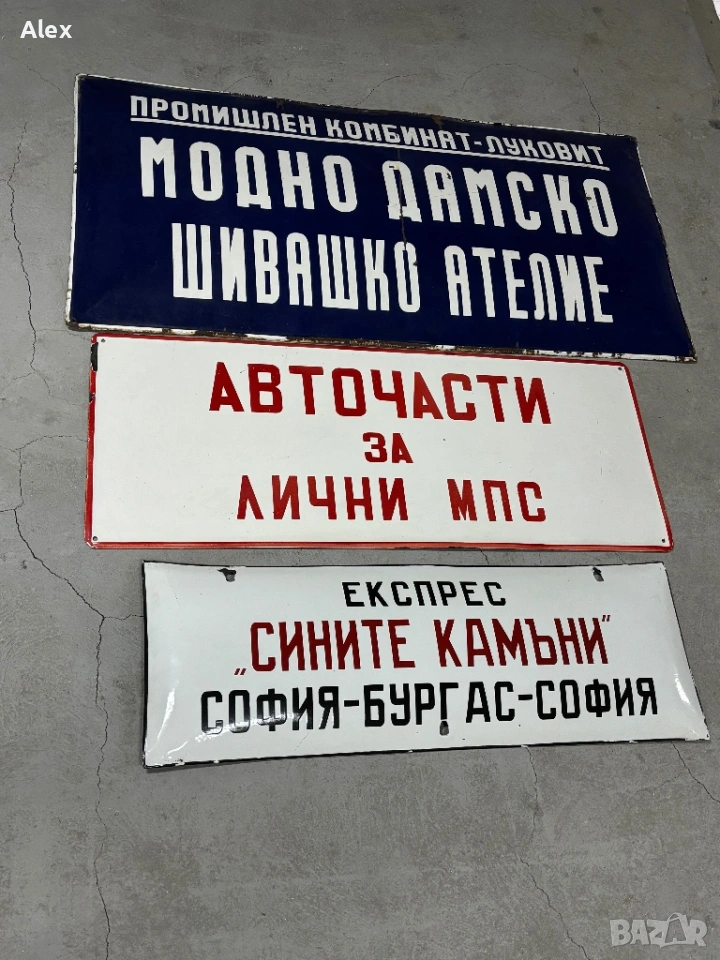 Alex
ПРОМИШЛЕН КОМБИНАТ-ЛУКОВИТ
МОДНО ДАМСКО
ШИВАШКО АТЕЛИЕ
АВТОЧАСТИ
ЗА
ЛИЧНИ МПС
ЕКСПРЕС
„СИНИТЕ КАМЪНИ"
СОФИЯ-БУРГАС-СОФИЯ
BAZAR